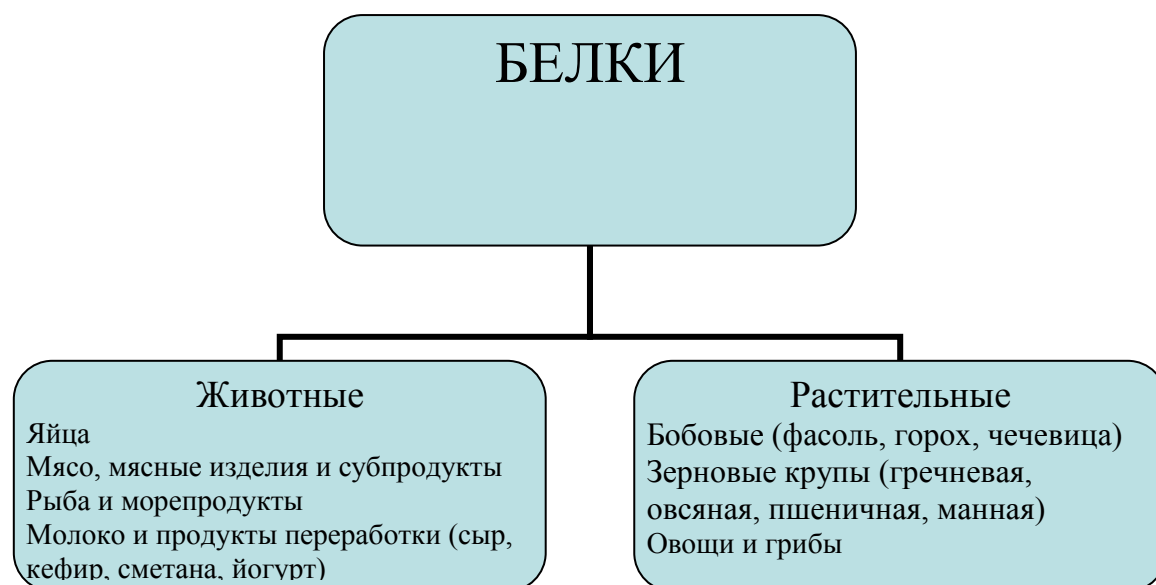 БЕЛКИ
Животные
Яйца
Мясо, мясные изделия и субпродукты
Рыба и морепродукты
Молоко и продукты переработки (сыр,
кефир, сметана, йогурт)
Растительные
Бобовые (фасоль, горох, чечевица)
Зерновые крупы (гречневая,
овсяная, пшеничная, манная)
Овощи и грибы